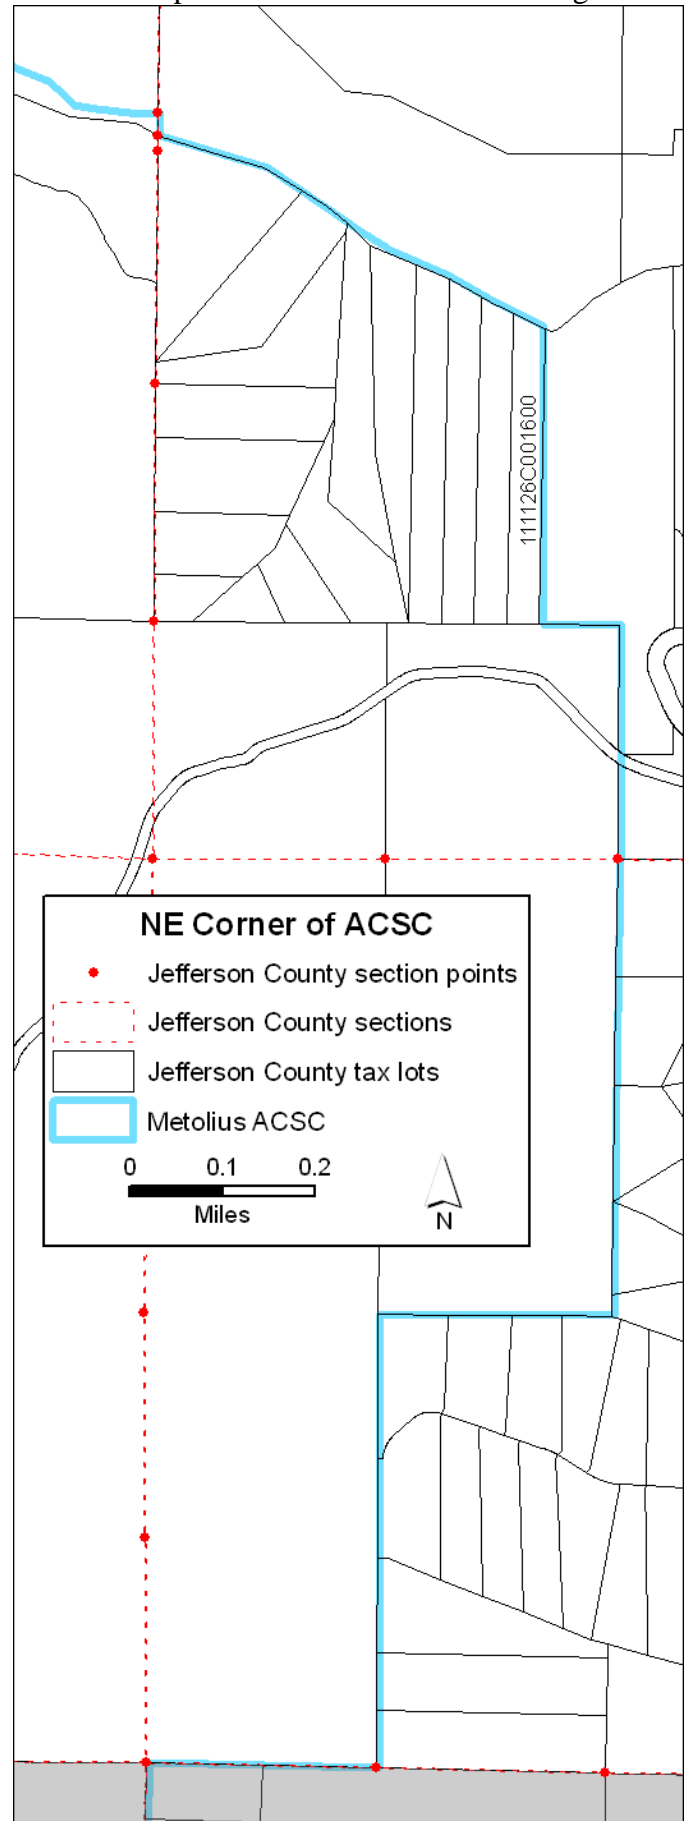 111126C001600
NE Corner of ACSC
Jefferson County section points
Jefferson County sections
Jefferson County tax lots
Metolius ACSC
0 0.1 0.2
Miles
N